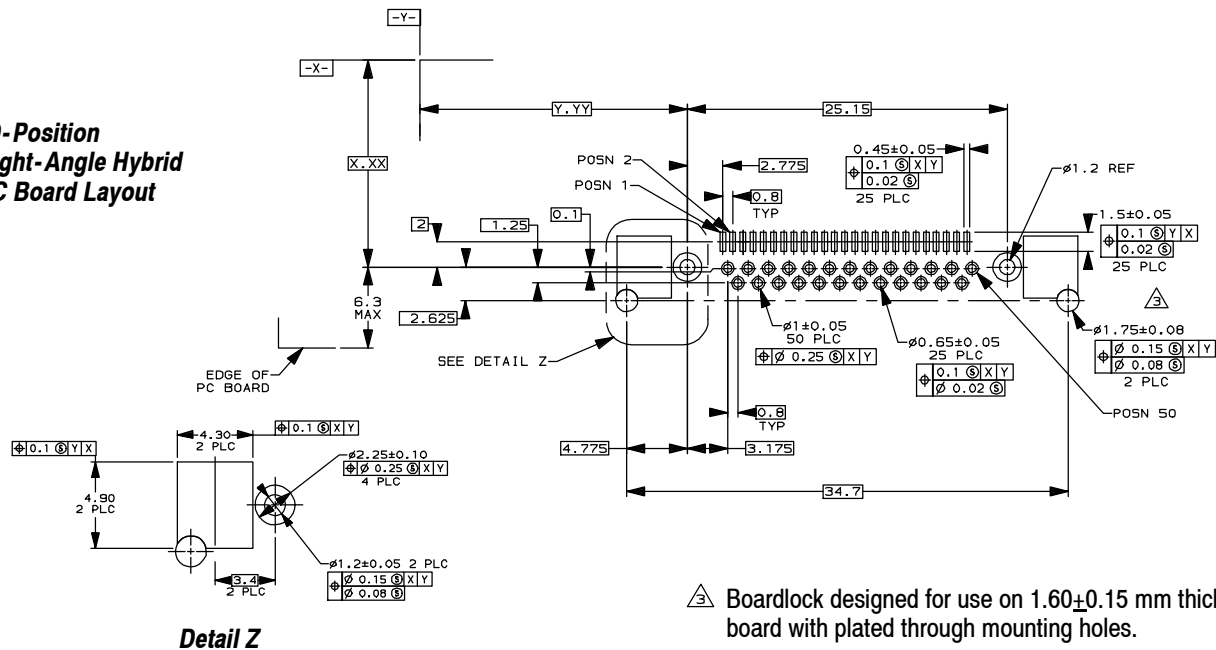 -Y-
-X-
Y.YY
25.15
-Position
ght-Angle Hybrid
C Board Layout
X.XX
POSN 2
POSN 1
2.775
0.8
TYP
0.45±0.05
⌖ 0.1 Ⓢ X Y
0.02 Ⓢ
25 PLC
ø1.2 REF
2
1.25
0.1
1.5±0.05
⌖ 0.1 Ⓢ Y X
0.02 Ⓢ
25 PLC
6.3
MAX
2.625
3
EDGE OF
PC BOARD
SEE DETAIL Z
ø1±0.05
50 PLC
⌖ ø 0.25 Ⓢ X Y
ø0.65±0.05
25 PLC
⌖ 0.1 Ⓢ X Y
ø 0.02 Ⓢ
ø1.75±0.08
⌖ ø 0.15 Ⓢ X Y
ø 0.08 Ⓢ
2 PLC
POSN 50
0.8
TYP
4.775
3.175
34.7
⌖ 0.1 Ⓢ Y X
4.30
2 PLC
⌖ 0.1 Ⓢ X Y
ø2.25±0.10
⌖ ø 0.25 Ⓢ X Y
4 PLC
4.90
2 PLC
ø1.2±0.05 2 PLC
⌖ ø 0.15 Ⓢ X Y
ø 0.08 Ⓢ
3.4
2 PLC
Detail Z
3 Boardlock designed for use on 1.60±0.15 mm thic
board with plated through mounting holes.